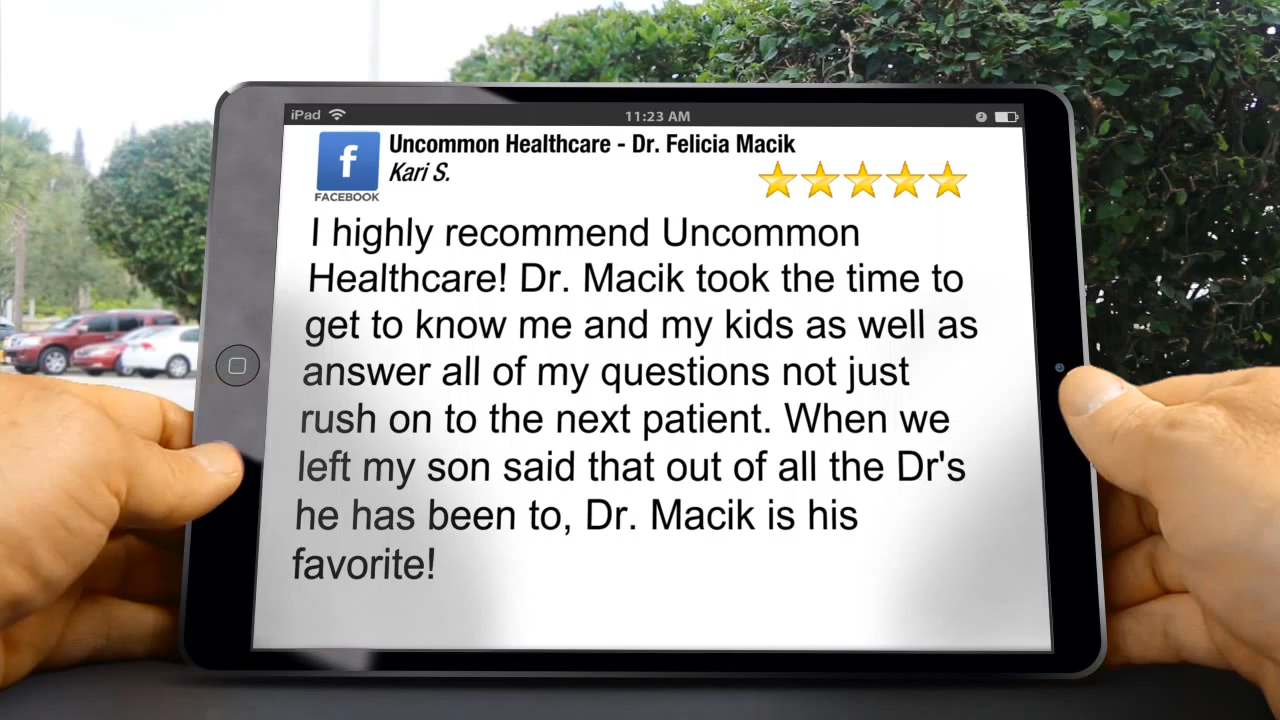 iPad 11:23 AM
Uncommon Healthcare - Dr. Felicia Macik
Kari S.
f
FACEBOOK
I highly recommend Uncommon
Healthcare! Dr. Macik took the time to
get to know me and my kids as well as
answer all of my questions not just
rush on to the next patient. When we
left my son said that out of all the Dr's
he has been to, Dr. Macik is his
favorite!